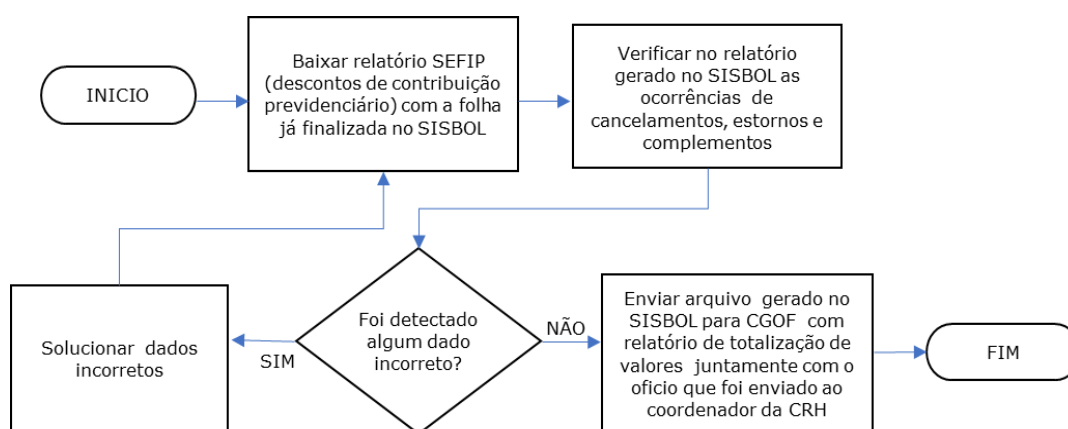 INICIO
Baixar relatório SEFIP
(descontos de contribuição
previdenciário) com a folha
já finalizada no SISBOL
Verificar no relatório
gerado no SISBOL as
ocorrências de
cancelamentos, estornos e
complementos
Foi detectado
algum dado
incorreto?
SIM
Solucionar dados
incorretos
NÃO
Enviar arquivo gerado no
SISBOL para CGOF com
relatório de totalização de
valores juntamente com o
oficio que foi enviado ao
coordenador da CRH
FIM